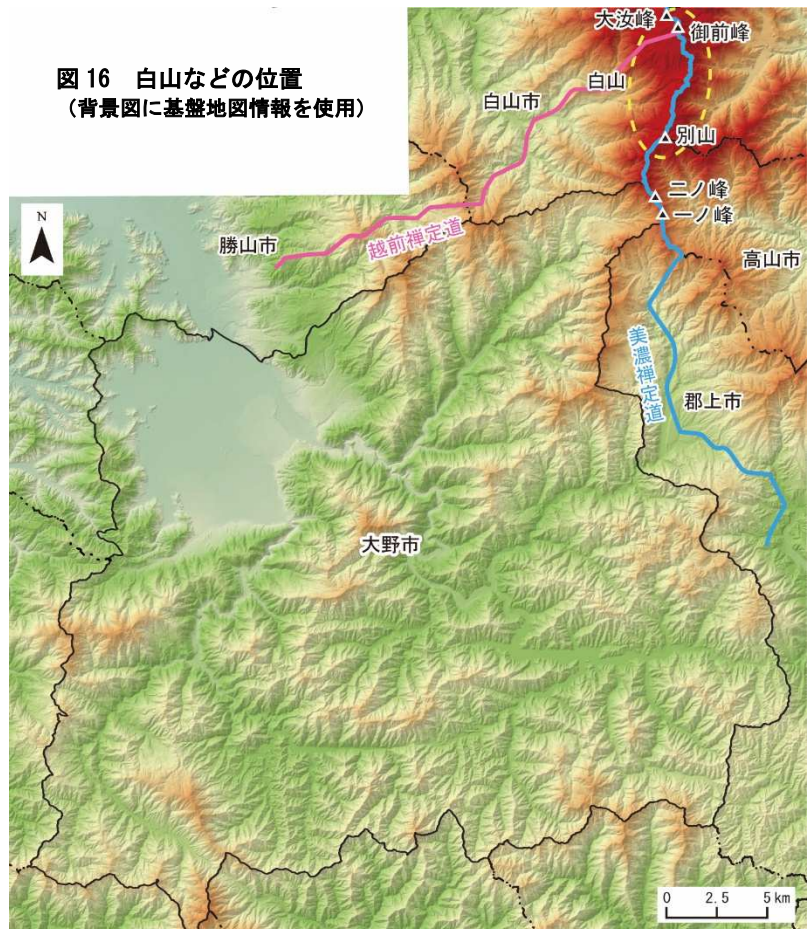 図16 白山などの位置
（背景図に基盤地図情報を使用）
大汝峰
御前峰
白山
白山市
別山
N
二ノ峰
一ノ峰
勝山市
越前禅定道
高山市
美濃禅定道
郡上市
大野市
0 2.5 5km